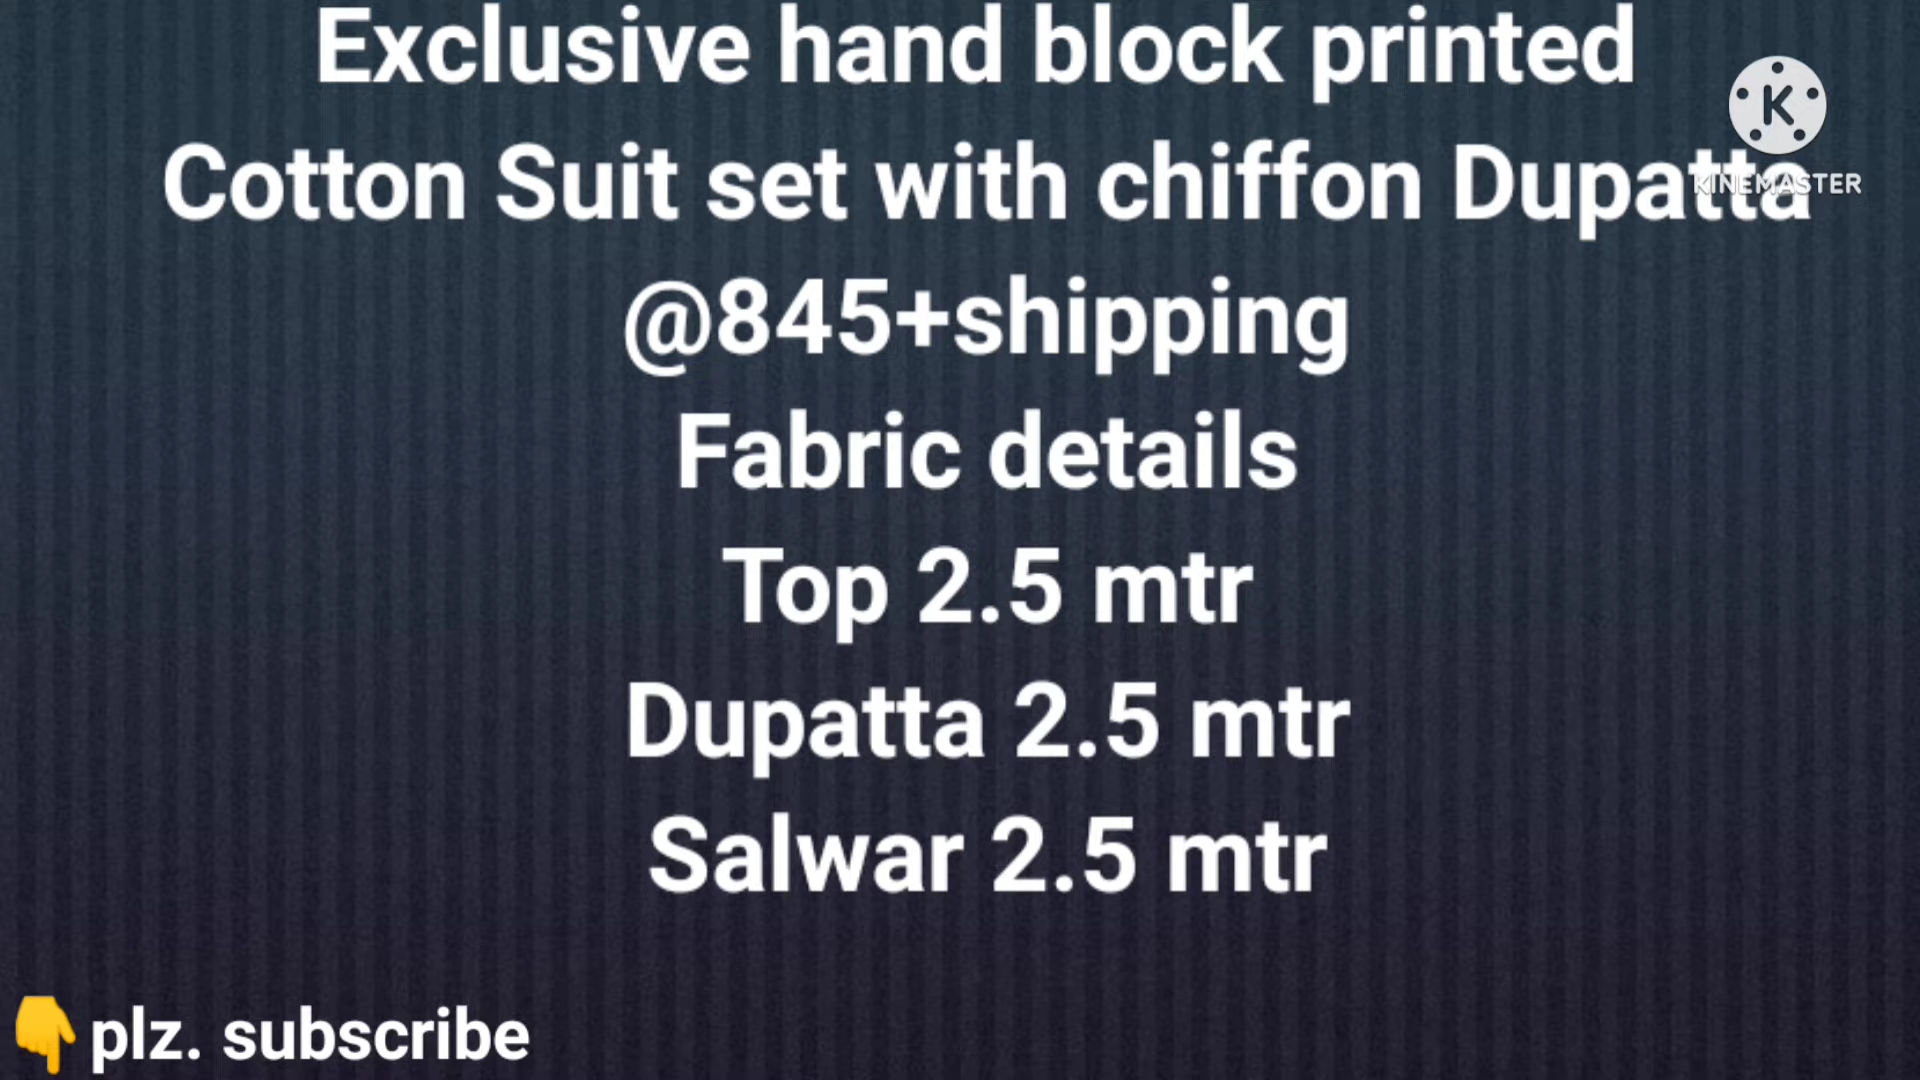 Exclusive hand block printed
Cotton Suit set with chiffon Dupatta
@845+shipping
Fabric details
Top 2.5 mtr
Dupatta 2.5 mtr
Salwar 2.5 mtr
👇plz. subscribe
K
KINEMASTER